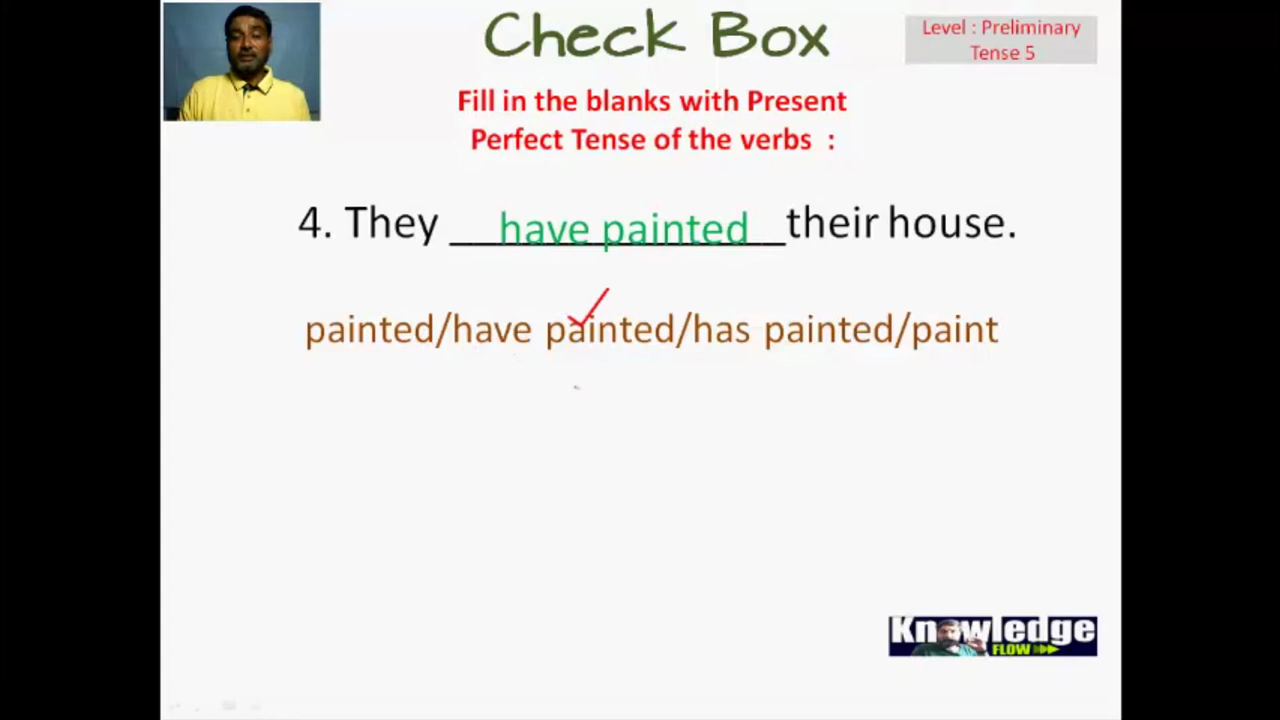 Check Box
Level : Preliminary
Tense 5
Fill in the blanks with Present
Perfect Tense of the verbs :
4. They ______________ their house.
have painted
painted/have painted/has painted/paint
Knowledge
FLOW